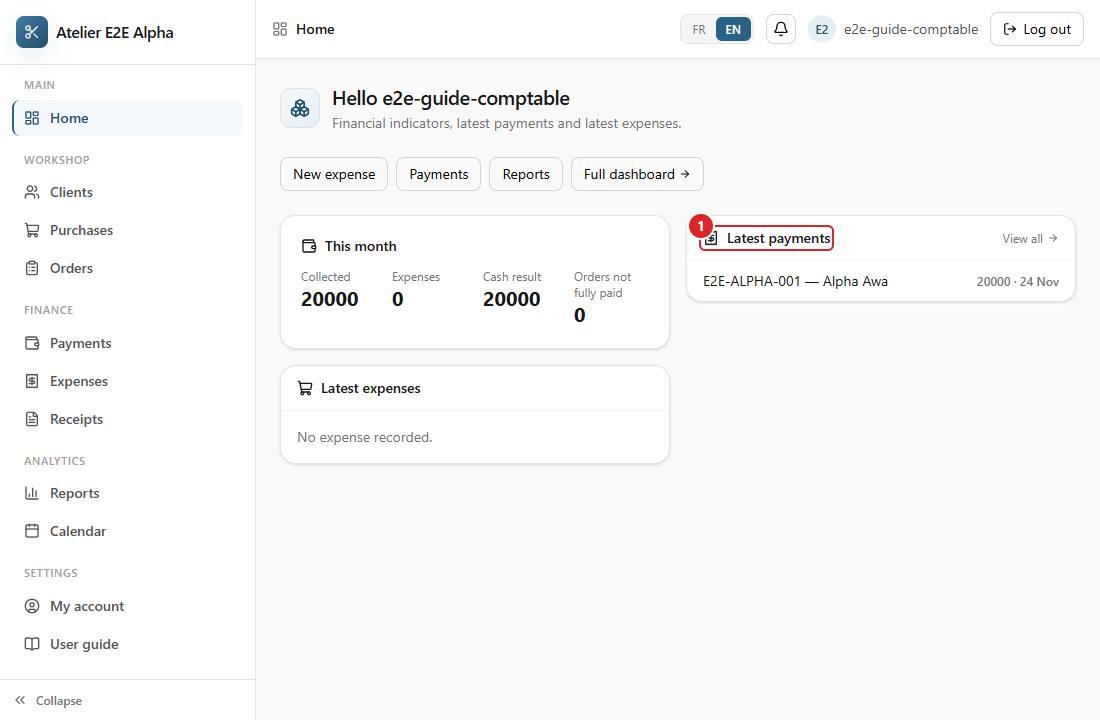 Atelier E2E Alpha
MAIN
Home
WORKSHOP
Clients
Purchases
Orders
FINANCE
Payments
Expenses
Receipts
ANALYTICS
Reports
Calendar
SETTINGS
My account
User guide
Collapse
Home
FR EN
E2 e2e-guide-comptable
Log out
Hello e2e-guide-comptable
Financial indicators, latest payments and latest expenses.
New expense
Payments
Reports
Full dashboard →
This month
Collected
20000
Expenses
0
Cash result
20000
Orders not
fully paid
0
Latest expenses
No expense recorded.
1
Latest payments
View all →
E2E-ALPHA-001 — Alpha Awa
20000 · 24 Nov